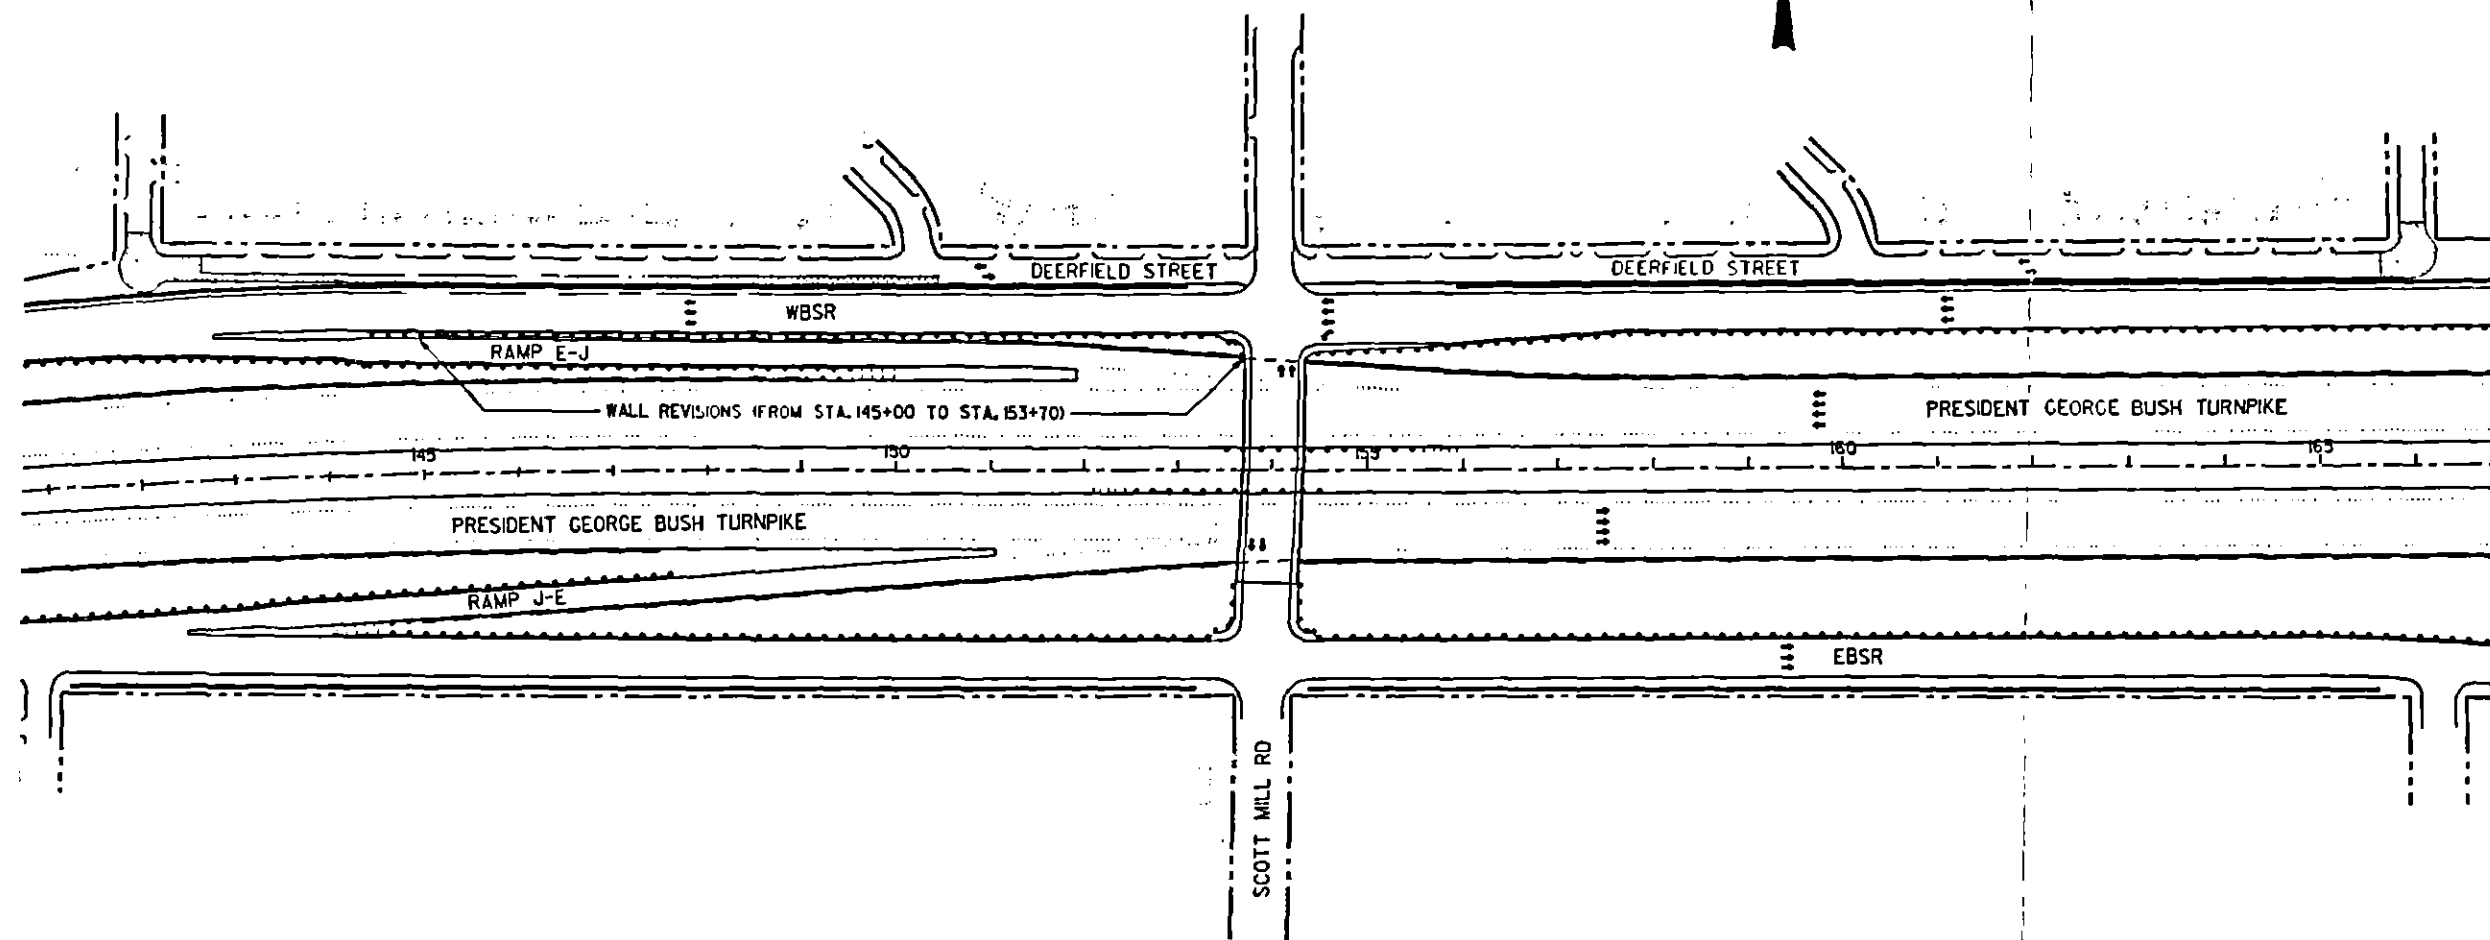 DEERFIELD STREET
DEERFIELD STREET
WBSR
RAMP E-J
WALL REVISIONS (FROM STA. 145+00 TO STA. 153+70)
PRESIDENT GEORGE BUSH TURNPIKE
145
150
155
160
165
PRESIDENT GEORGE BUSH TURNPIKE
RAMP J-E
EBSR
SCOTT MILL RD